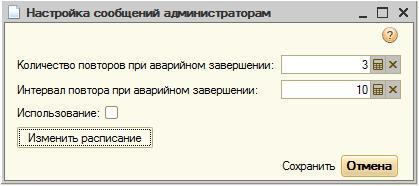 Настройка сообщений администраторам
?
Количество повторов при аварийном завершении: 3
Интервал повтора при аварийном завершении: 10
Использование:
Изменить расписание
Сохранить Отмена